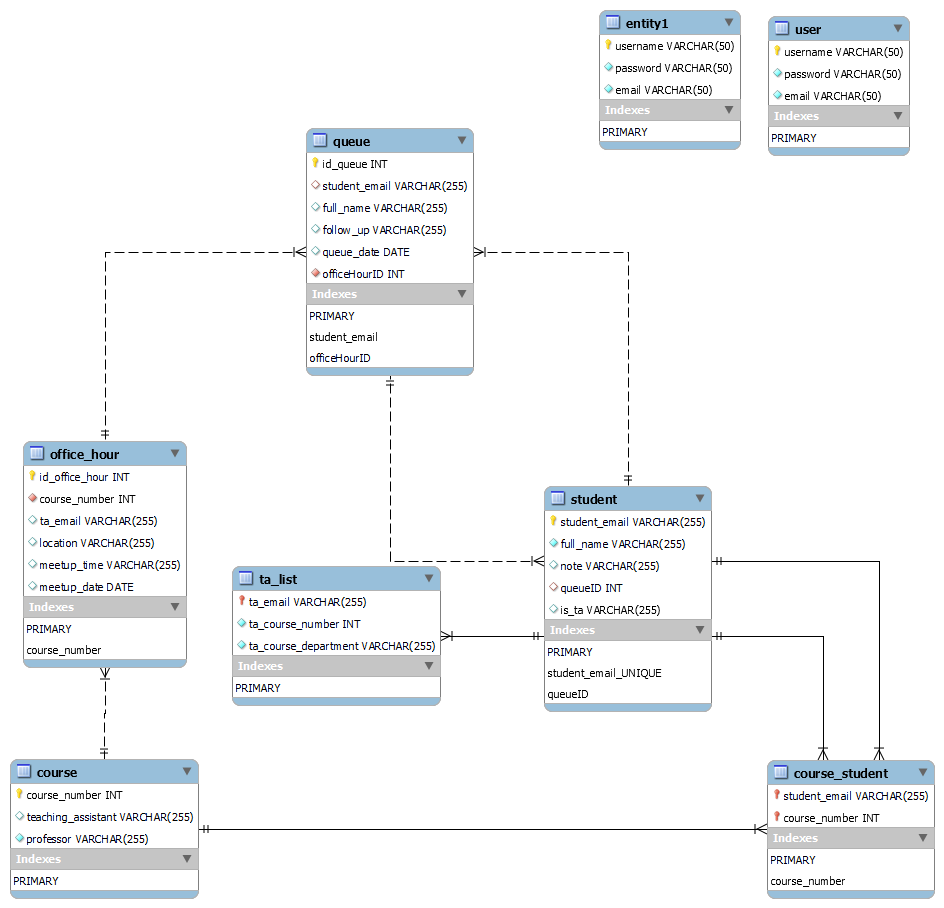 entity1
username VARCHAR(50)
password VARCHAR(50)
email VARCHAR(50)
Indexes
PRIMARY
user
username VARCHAR(50)
password VARCHAR(50)
email VARCHAR(50)
Indexes
PRIMARY
queue
id_queue INT
student_email VARCHAR(255)
full_name VARCHAR(255)
follow_up VARCHAR(255)
queue_date DATE
officeHourID INT
Indexes
PRIMARY
student_email
officeHourID
office_hour
id_office_hour INT
course_number INT
ta_email VARCHAR(255)
location VARCHAR(255)
meetup_time VARCHAR(255)
meetup_date DATE
Indexes
PRIMARY
course_number
student
student_email VARCHAR(255)
full_name VARCHAR(255)
note VARCHAR(255)
queueID INT
is_ta VARCHAR(255)
Indexes
PRIMARY
student_email_UNIQUE
queueID
ta_list
ta_email VARCHAR(255)
ta_course_number INT
ta_course_department VARCHAR(255)
Indexes
PRIMARY
course
course_number INT
teaching_assistant VARCHAR(255)
professor VARCHAR(255)
Indexes
PRIMARY
course_student
student_email VARCHAR(255)
course_number INT
Indexes
PRIMARY
course_number